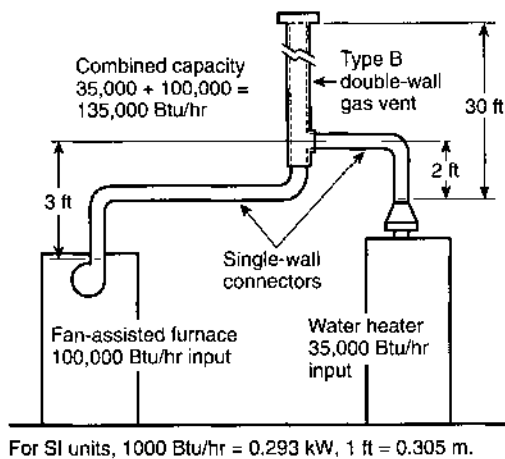 Combined capacity
35,000 + 100,000 =
135,000 Btu/hr
Type B
double-wall
gas vent
30 ft
2 ft
3 ft
Single-wall
connectors
Fan-assisted furnace
100,000 Btu/hr input
Water heater
35,000 Btu/hr
input
For SI units, 1000 Btu/hr = 0.293 kW, 1 ft = 0.305 m.